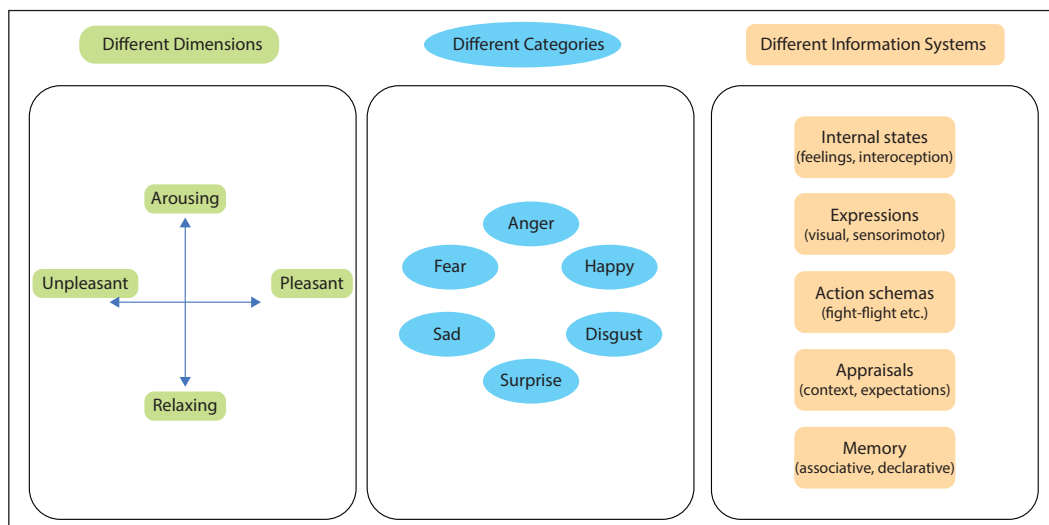 Different Dimensions
Different Categories
Different Information Systems
Arousing
Unpleasant
Pleasant
Relaxing
Anger
Fear
Happy
Sad
Disgust
Surprise
Internal states
(feelings, interoception)
Expressions
(visual, sensorimotor)
Action schemas
(fight-flight etc.)
Appraisals
(context, expectations)
Memory
(associative, declarative)